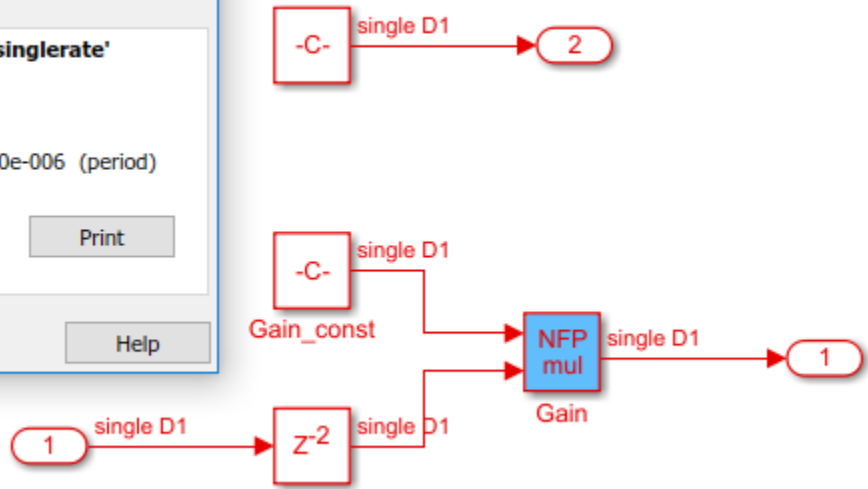 singlerate'
0e-006 (period)
Print
Help
-C-
single D1
2
-C-
single D1
Gain_const
NFP
mul
single D1
1
Gain
1
single D1
Z-2
single D1